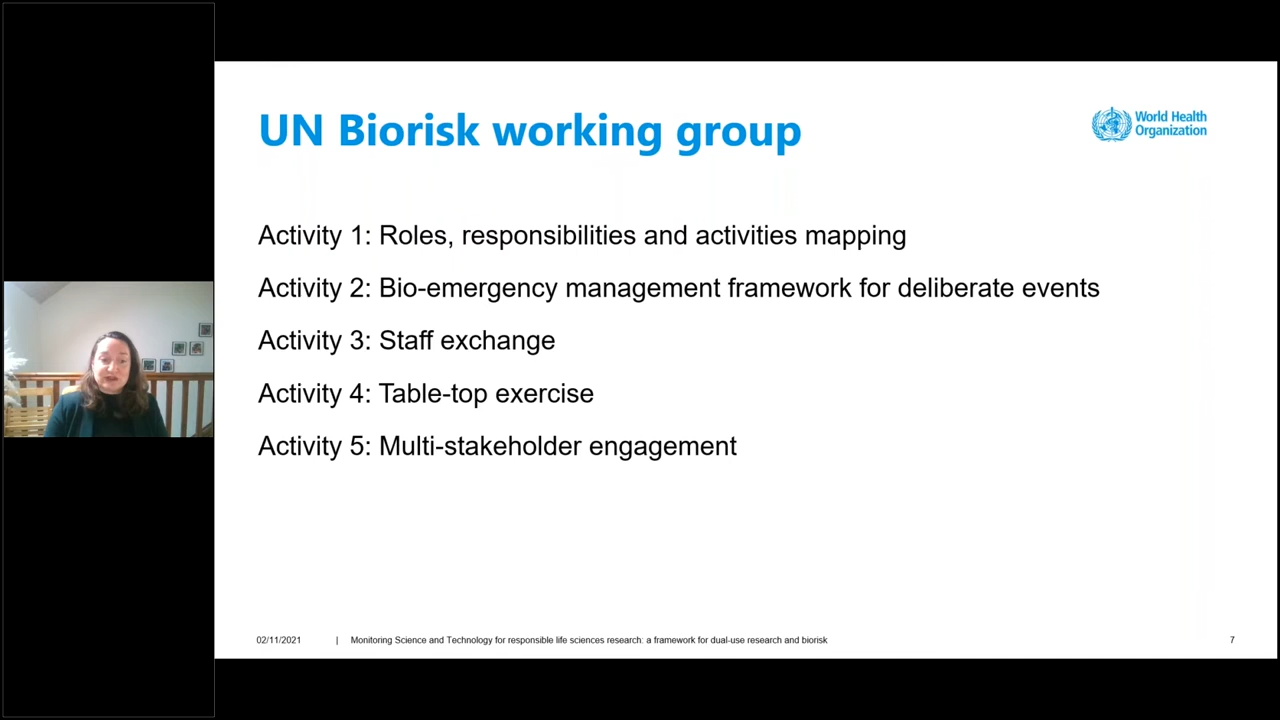 UN Biorisk working group
World Health
Organization
Activity 1: Roles, responsibilities and activities mapping
Activity 2: Bio-emergency management framework for deliberate events
Activity 3: Staff exchange
Activity 4: Table-top exercise
Activity 5: Multi-stakeholder engagement
02/11/2021 | Monitoring Science and Technology for responsible life sciences research: a framework for dual-use research and biorisk 7